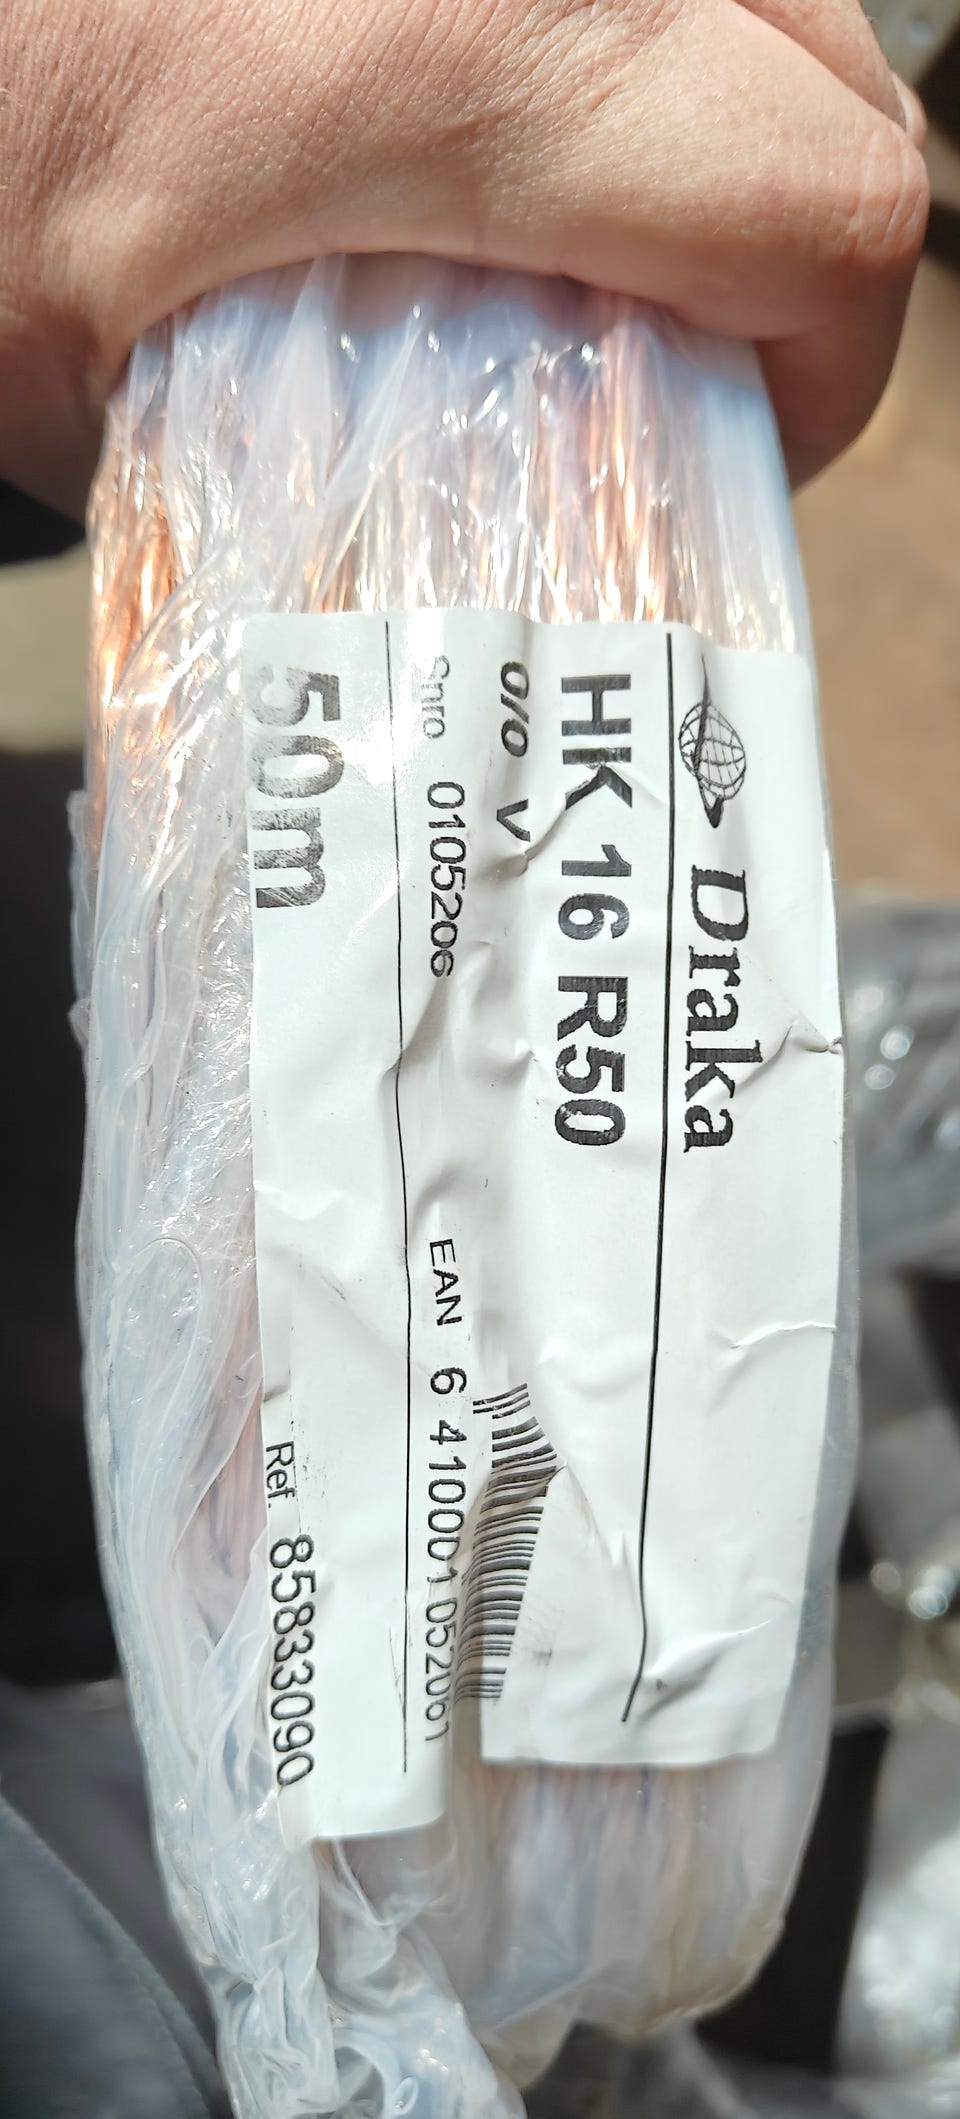 Draka
HK 16 R50
0/0 V
Snro 0105206 EAN 6 410001 052061
50m Ref. 85833090